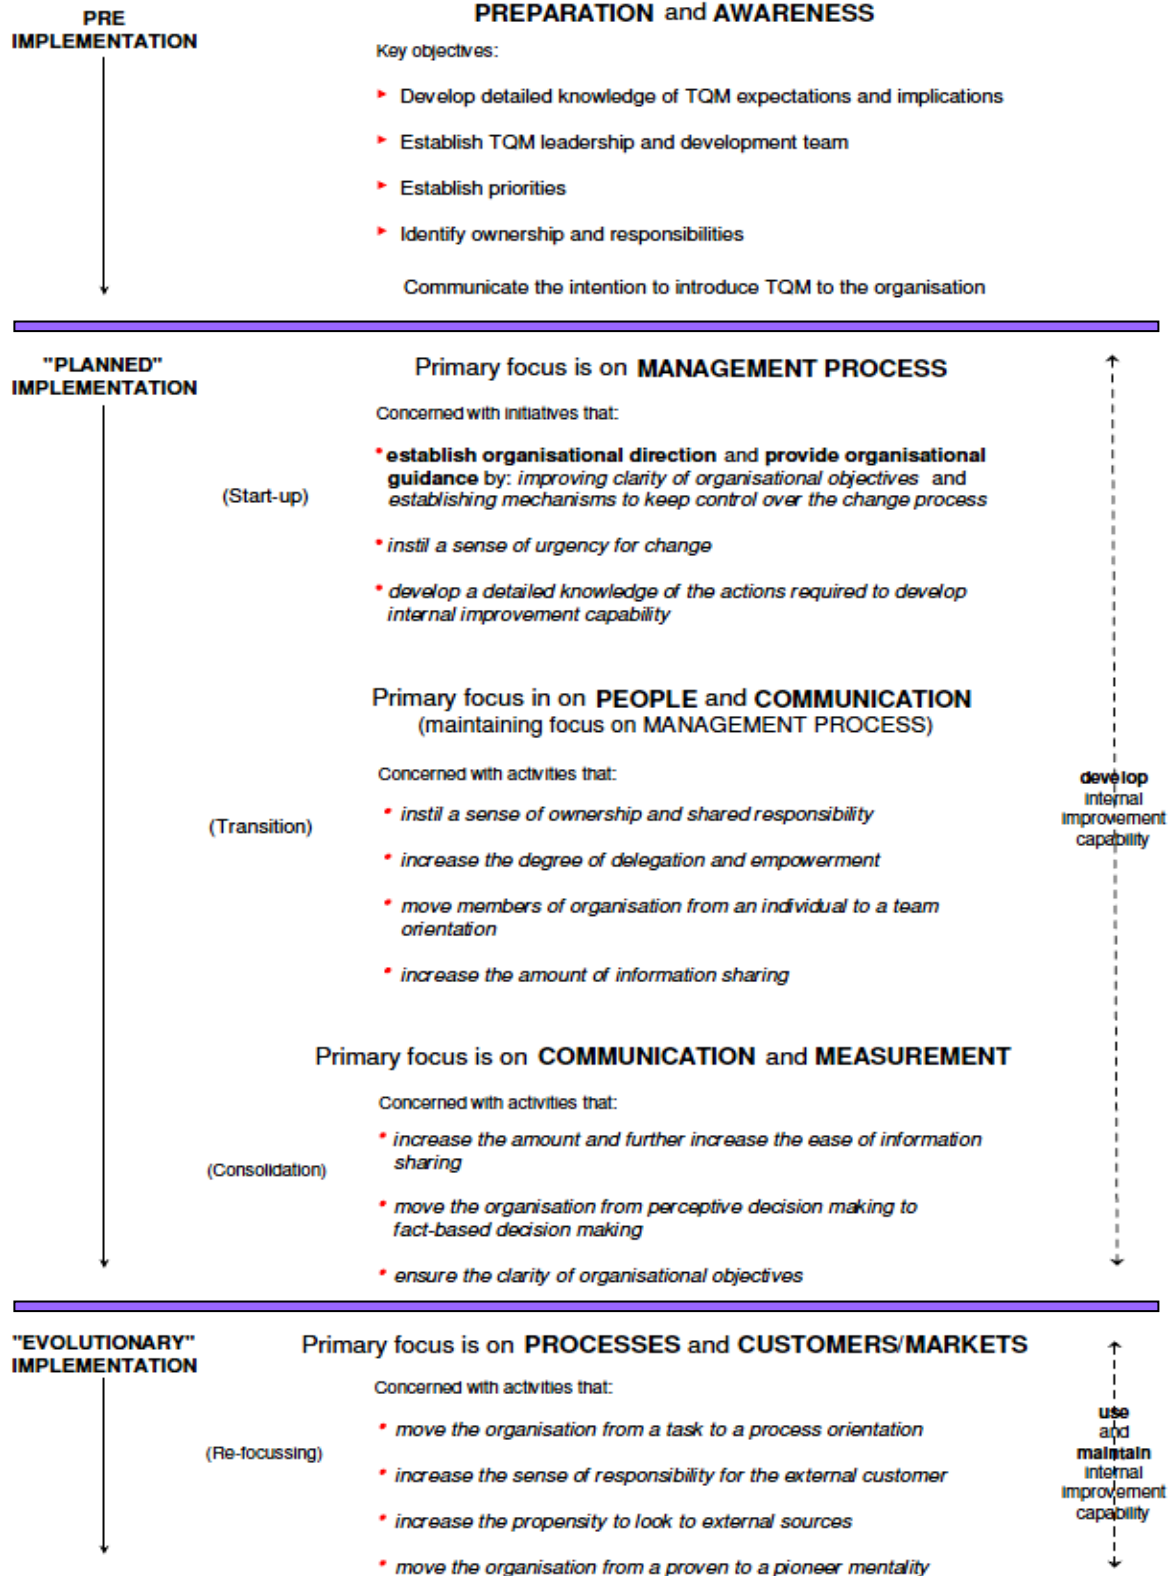 PRE
IMPLEMENTATION
PREPARATION and AWARENESS
Key objectives:
Develop detailed knowledge of TQM expectations and implications
Establish TQM leadership and development team
Establish priorities
Identify ownership and responsibilities
Communicate the intention to introduce TQM to the organisation
"PLANNED"
IMPLEMENTATION
Primary focus is on MANAGEMENT PROCESS
Concerned with initiatives that:
(Start-up)
• establish organisational direction and provide organisational
guidance by: improving clarity of organisational objectives and
establishing mechanisms to keep control over the change process
• instil a sense of urgency for change
• develop a detailed knowledge of the actions required to develop
internal improvement capability
Primary focus in on PEOPLE and COMMUNICATION
(maintaining focus on MANAGEMENT PROCESS)
Concerned with activities that:
(Transition)
• instil a sense of ownership and shared responsibility
• increase the degree of delegation and empowerment
• move members of organisation from an individual to a team
orientation
• increase the amount of information sharing
develop
internal
improvement
capability
Primary focus is on COMMUNICATION and MEASUREMENT
Concerned with activities that:
(Consolidation)
• increase the amount and further increase the ease of information
sharing
• move the organisation from perceptive decision making to
fact-based decision making
• ensure the clarity of organisational objectives
"EVOLUTIONARY"
IMPLEMENTATION
Primary focus is on PROCESSES and CUSTOMERS/MARKETS
Concerned with activities that:
(Re-focussing)
• move the organisation from a task to a process orientation
• increase the sense of responsibility for the external customer
• increase the propensity to look to external sources
• move the organisation from a proven to a pioneer mentality
use
and
maintain
internal
improvement
capability